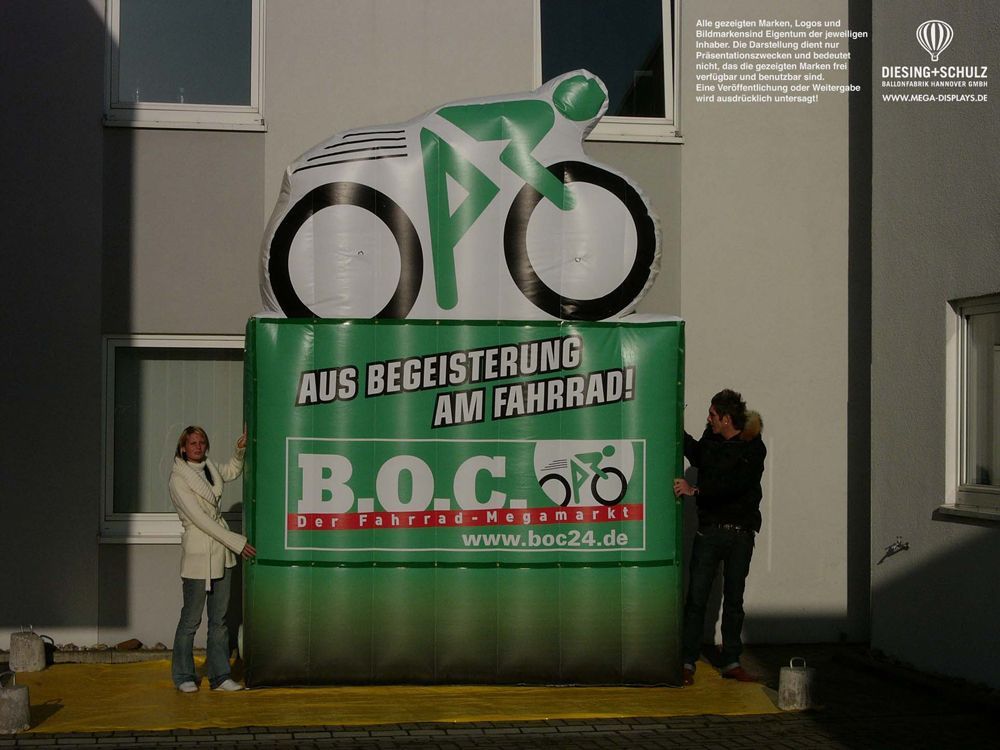 Alle gezeigten Marken, Logos und
Bildmarkensind Eigentum der jeweiligen
Inhaber. Die Darstellung dient nur
Präsentationszwecken und bedeutet
nicht, das die gezeigten Marken frei
verfügbar und benutzbar sind.
Eine Veröffentlichung oder Weitergabe
wird ausdrücklich untersagt!
DIESING+SCHULZ
BALLONFABRIK HANNOVER GMBH
WWW.MEGA-DISPLAYS.DE
AUS BEGEISTERUNG
AM FAHRRAD!
B.O.C.
Der Fahrrad-Megamarkt
www.boc24.de